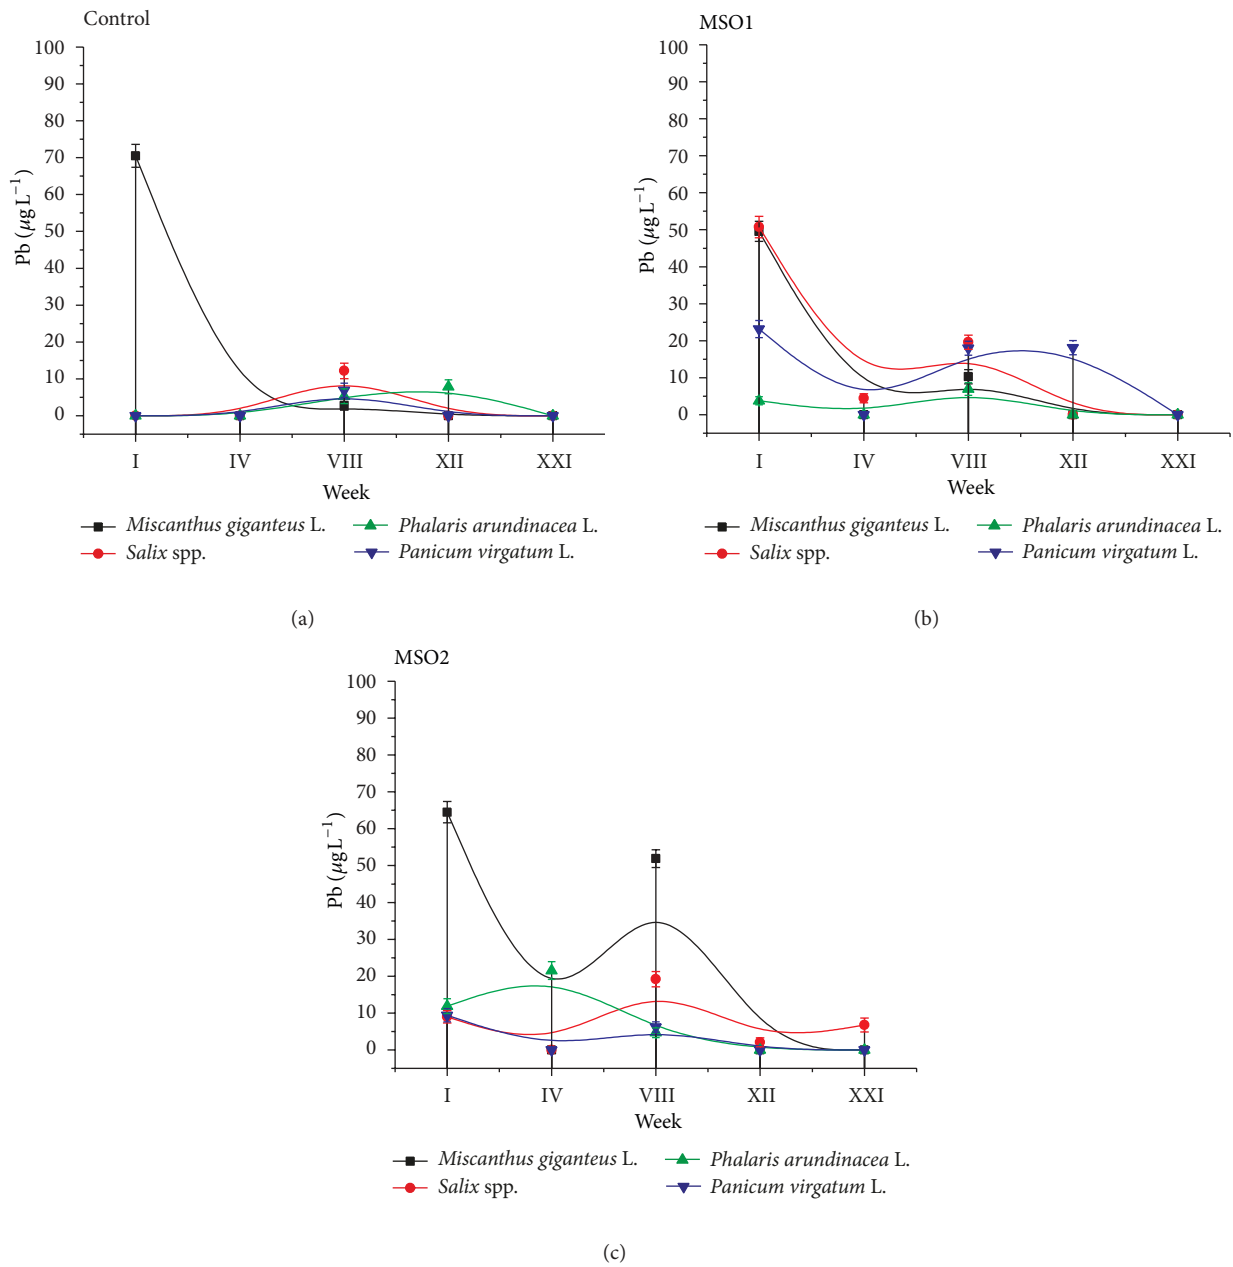 Control
100
90
80
70
60
50
40
30
20
10
0
Pb (μg L⁻¹)
I IV VIII XII XXI
Week
Miscanthus giganteus L. Phalaris arundinacea L.
Salix spp. Panicum virgatum L.
(a)
MSO1
100
90
80
70
60
50
40
30
20
10
0
Pb (μg L⁻¹)
I IV VIII XII XXI
Week
Miscanthus giganteus L. Phalaris arundinacea L.
Salix spp. Panicum virgatum L.
(b)
MSO2
100
90
80
70
60
50
40
30
20
10
0
Pb (μg L⁻¹)
I IV VIII XII XXI
Week
Miscanthus giganteus L. Phalaris arundinacea L.
Salix spp. Panicum virgatum L.
(c)